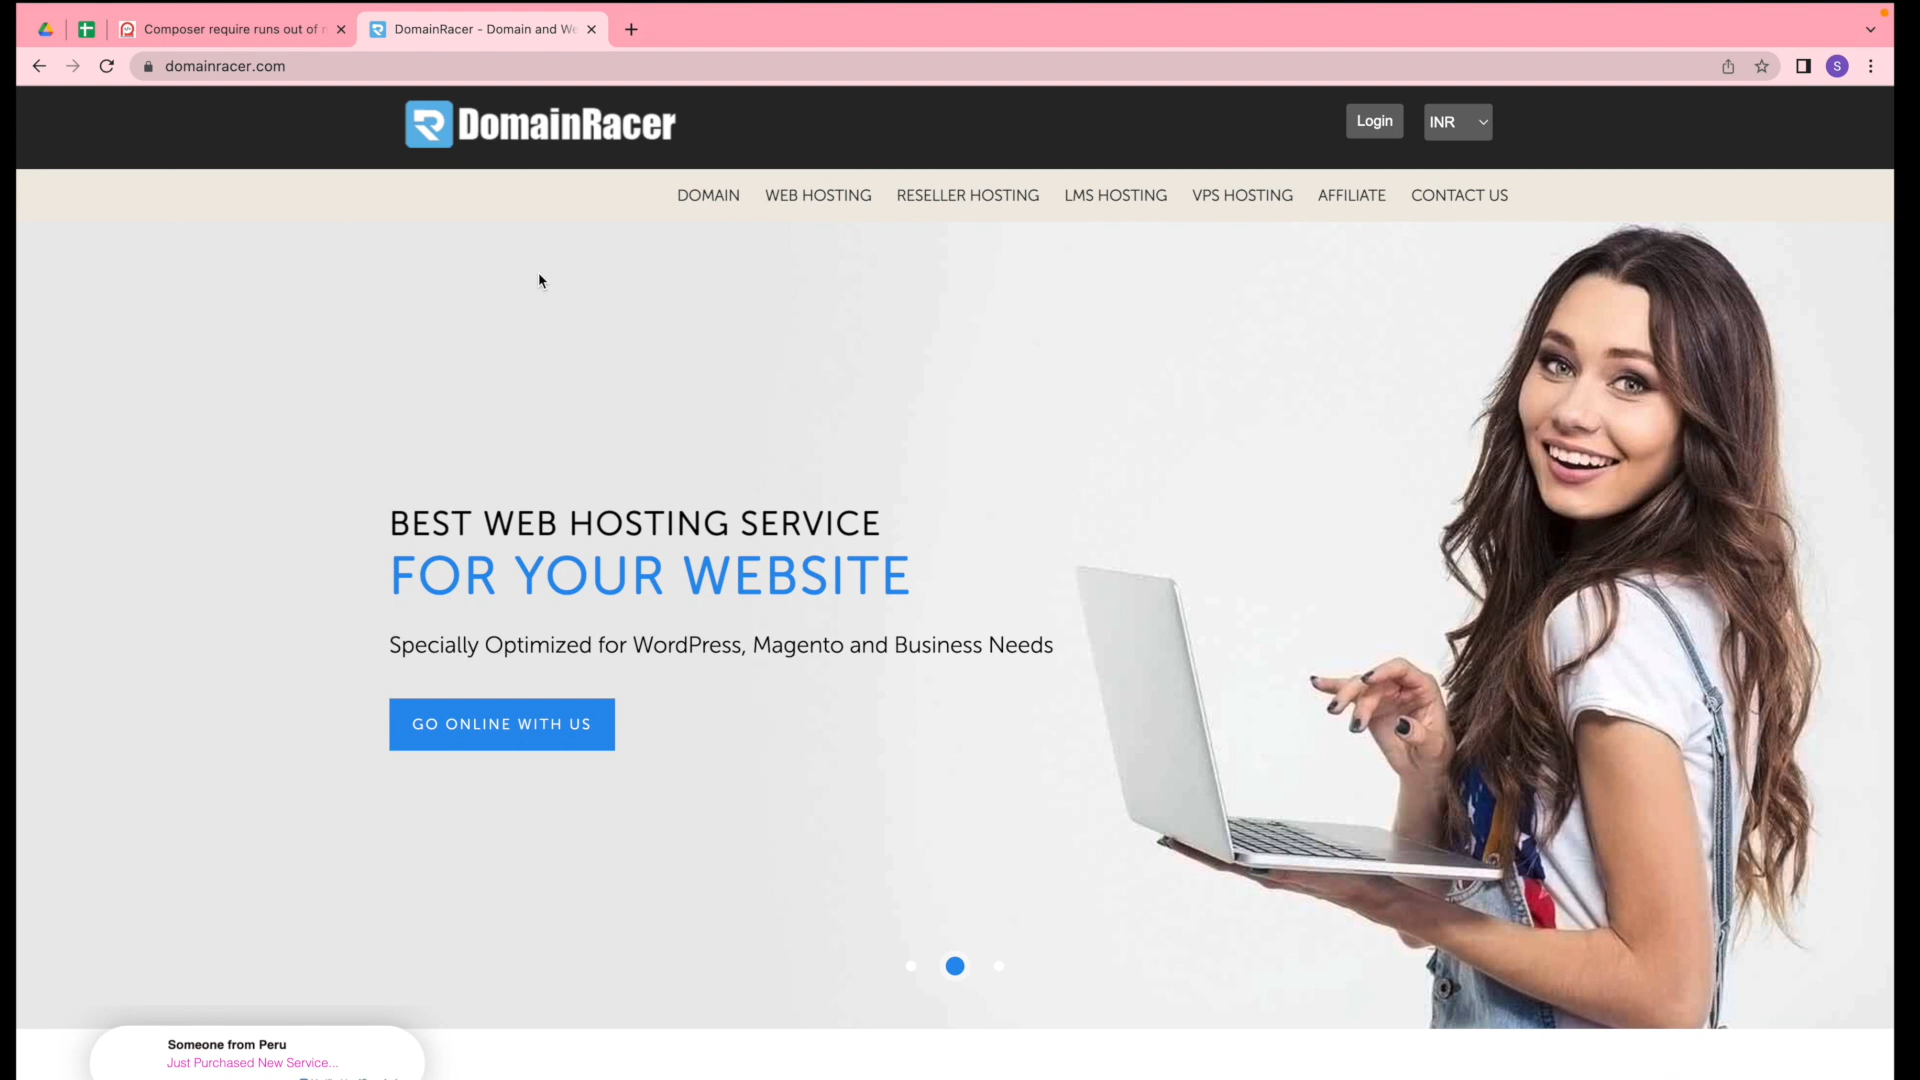 Composer require runs out of
DomainRacer - Domain and We
domainracer.com
S
DomainRacer
Login
INR
DOMAIN WEB HOSTING RESELLER HOSTING LMS HOSTING VPS HOSTING AFFILIATE CONTACT US
BEST WEB HOSTING SERVICE
FOR YOUR WEBSITE
Specially Optimized for WordPress, Magento and Business Needs
GO ONLINE WITH US
Someone from Peru
Just Purchased New Service...